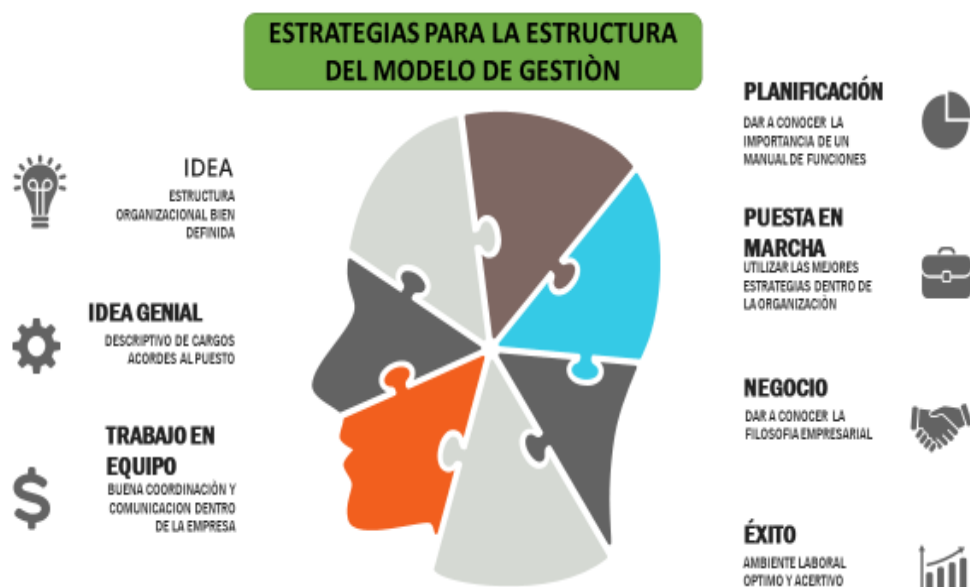 ESTRATEGIAS PARA LA ESTRUCTURA
DEL MODELO DE GESTIÒN
IDEA
ESTRUCTURA
ORGANIZACIONAL BIEN
DEFINIDA
IDEA GENIAL
DESCRIPTIVO DE CARGOS
ACORDES AL PUESTO
TRABAJO EN
EQUIPO
BUENA COORDINACIÒN Y
COMUNICACION DENTRO
DE LA EMPRESA
PLANIFICACIÓN
DAR A CONOCER LA
IMPORTANCIA DE UN
MANUAL DE FUNCIONES
PUESTA EN
MARCHA
UTILIZAR LAS MEJORES
ESTRATEGIAS DENTRO DE
LA ORGANIZACIÒN
NEGOCIO
DAR A CONOCER LA
FILOSOFIA EMPRESARIAL
ÉXITO
AMBIENTE LABORAL
OPTIMO Y ACERTIVO